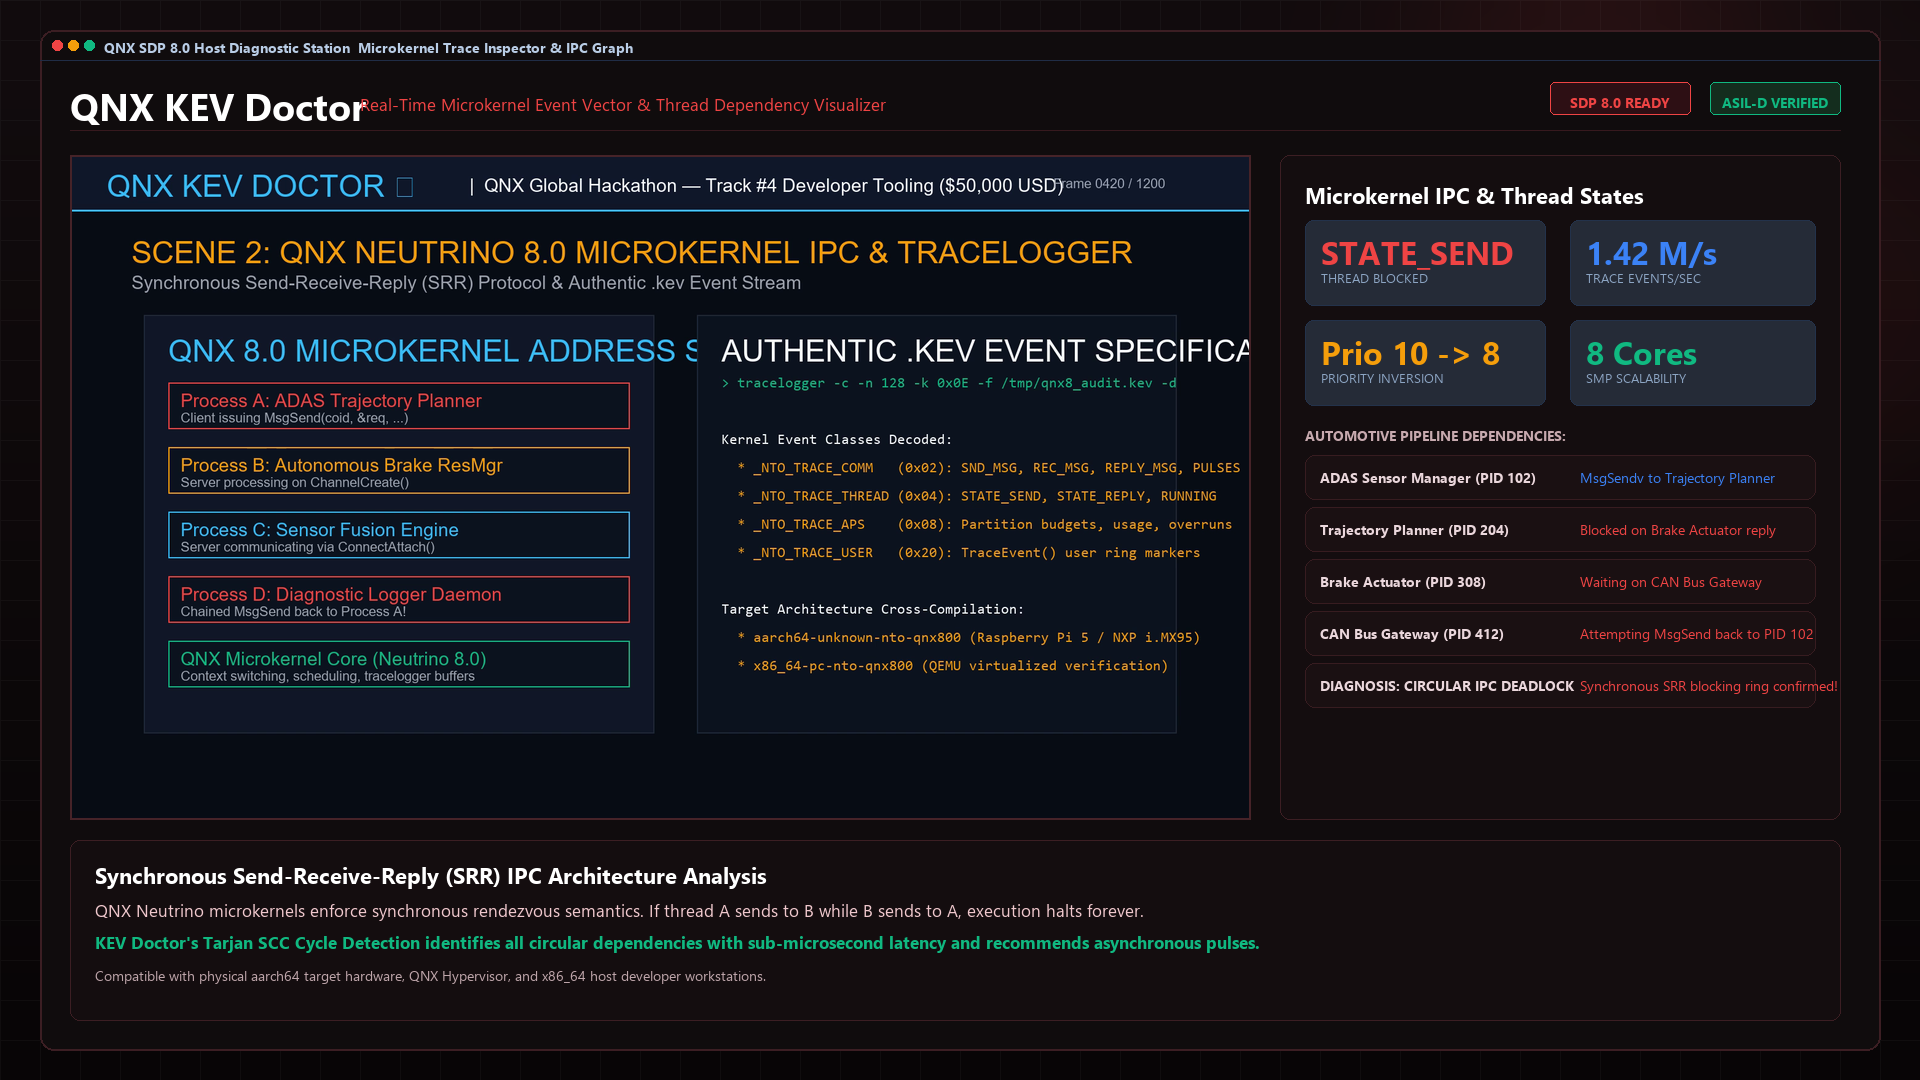 QNX SDP 8.0 Host Diagnostic Station  Microkernel Trace Inspector & IPC Graph
QNX KEV Doctor
Real-Time Microkernel Event Vector & Thread Dependency Visualizer
SDP 8.0 READY
ASIL-D VERIFIED
QNX KEV DOCTOR
| QNX Global Hackathon — Track #4 Developer Tooling ($50,000 USD)
Frame 0420 / 1200
SCENE 2: QNX NEUTRINO 8.0 MICROKERNEL IPC & TRACELOGGER
Synchronous Send-Receive-Reply (SRR) Protocol & Authentic .kev Event Stream
QNX 8.0 MICROKERNEL ADDRESS S
Process A: ADAS Trajectory Planner
Client issuing MsgSend(coid, &req, ...)
Process B: Autonomous Brake ResMgr
Server processing on ChannelCreate()
Process C: Sensor Fusion Engine
Server communicating via ConnectAttach()
Process D: Diagnostic Logger Daemon
Chained MsgSend back to Process A!
QNX Microkernel Core (Neutrino 8.0)
Context switching, scheduling, tracelogger buffers
AUTHENTIC .KEV EVENT SPECIFICA
> tracelogger -c -n 128 -k 0x0E -f /tmp/qnx8_audit.kev -d
Kernel Event Classes Decoded:
* _NTO_TRACE_COMM   (0x02): SND_MSG, REC_MSG, REPLY_MSG, PULSES
* _NTO_TRACE_THREAD (0x04): STATE_SEND, STATE_REPLY, RUNNING
* _NTO_TRACE_APS    (0x08): Partition budgets, usage, overruns
* _NTO_TRACE_USER   (0x20): TraceEvent() user ring markers
Target Architecture Cross-Compilation:
* aarch64-unknown-nto-qnx800 (Raspberry Pi 5 / NXP i.MX95)
* x86_64-pc-nto-qnx800 (QEMU virtualized verification)
Microkernel IPC & Thread States
STATE_SEND
THREAD BLOCKED
1.42 M/s
TRACE EVENTS/SEC
Prio 10 -> 8
PRIORITY INVERSION
8 Cores
SMP SCALABILITY
AUTOMOTIVE PIPELINE DEPENDENCIES:
ADAS Sensor Manager (PID 102) MsgSendv to Trajectory Planner
Trajectory Planner (PID 204) Blocked on Brake Actuator reply
Brake Actuator (PID 308) Waiting on CAN Bus Gateway
CAN Bus Gateway (PID 412) Attempting MsgSend back to PID 102
DIAGNOSIS: CIRCULAR IPC DEADLOCK Synchronous SRR blocking ring confirmed!
Synchronous Send-Receive-Reply (SRR) IPC Architecture Analysis
QNX Neutrino microkernels enforce synchronous rendezvous semantics. If thread A sends to B while B sends to A, execution halts forever.
KEV Doctor's Tarjan SCC Cycle Detection identifies all circular dependencies with sub-microsecond latency and recommends asynchronous pulses.
Compatible with physical aarch64 target hardware, QNX Hypervisor, and x86_64 host developer workstations.